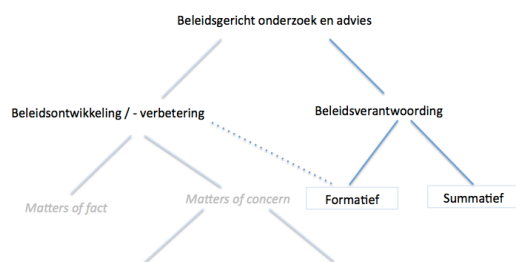 Beleidsgericht onderzoek en advies
Beleidsontwikkeling / - verbetering
Beleidsverantwoording
Matters of fact
Matters of concern
Formatief
Summatief